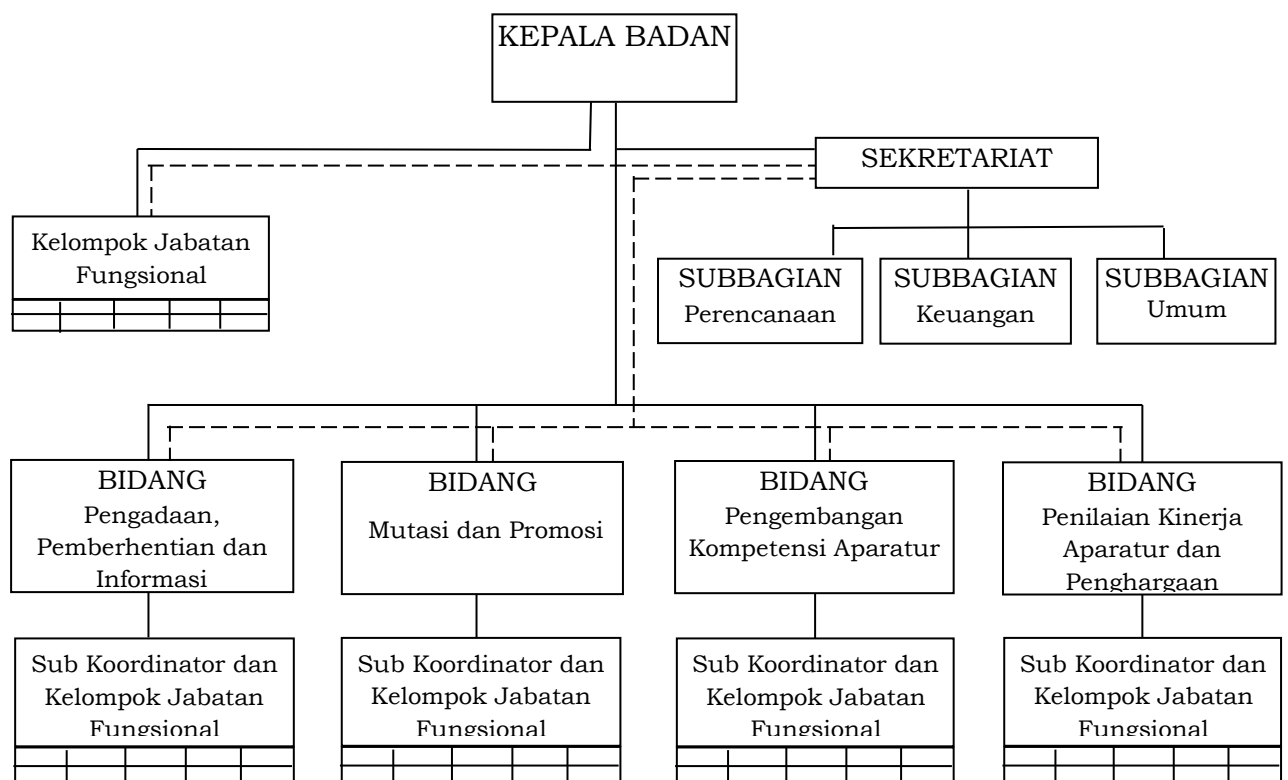 KEPALA BADAN
SEKRETARIAT
Kelompok Jabatan
Fungsional
SUBBAGIAN
Perencanaan
SUBBAGIAN
Keuangan
SUBBAGIAN
Umum
BIDANG
Pengadaan,
Pemberhentian dan
Informasi
BIDANG
Mutasi dan Promosi
BIDANG
Pengembangan
Kompetensi Aparatur
BIDANG
Penilaian Kinerja
Aparatur dan
Penghargaan
Sub Koordinator dan
Kelompok Jabatan
Fungsional
Sub Koordinator dan
Kelompok Jabatan
Fungsional
Sub Koordinator dan
Kelompok Jabatan
Fungsional
Sub Koordinator dan
Kelompok Jabatan
Fungsional